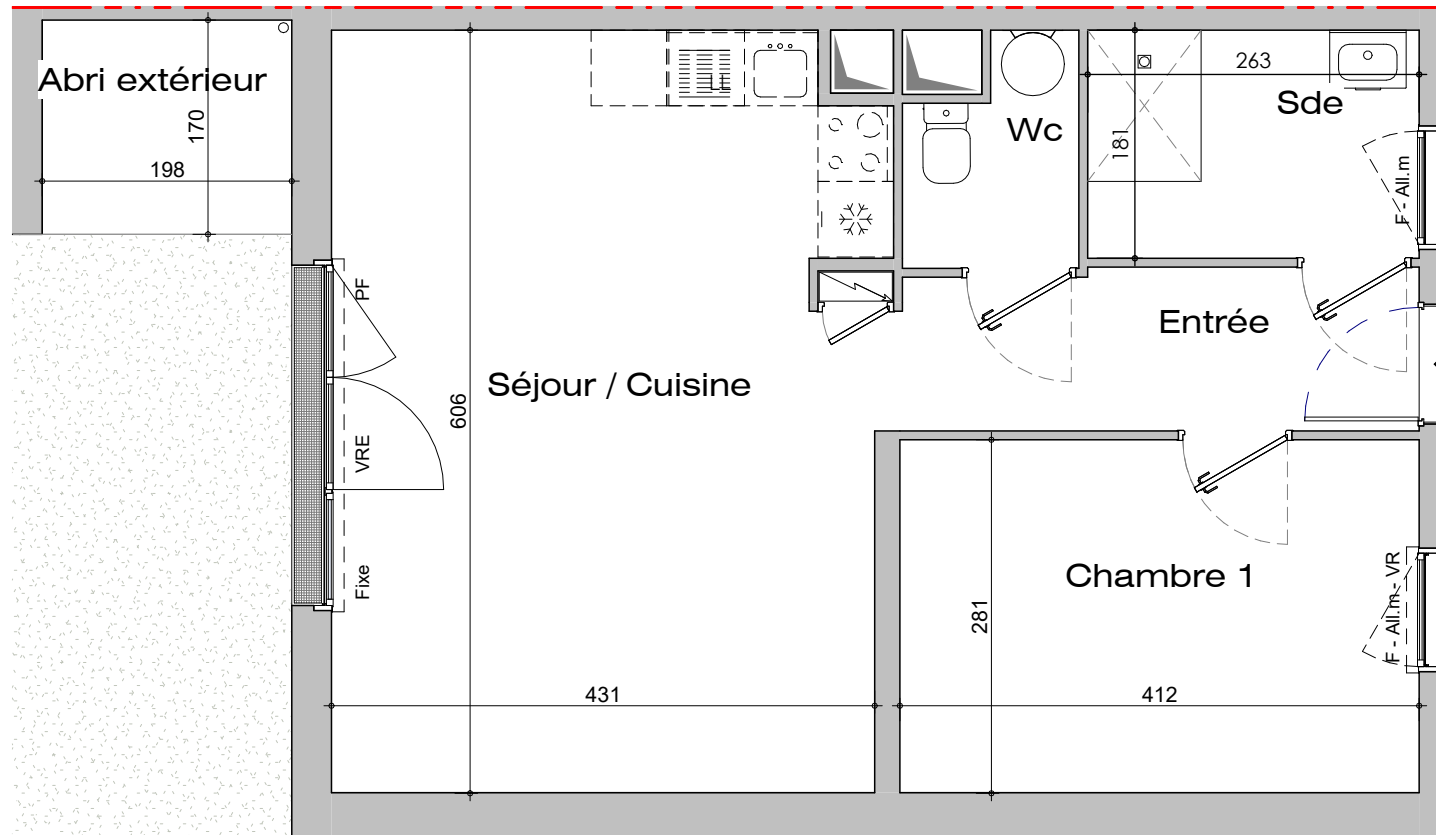 Abri extérieur
170
198
263
Sde
Wc
181
LL
F - All.m
PF
Entrée
Séjour / Cuisine
606
VRE
Fixe
Chambre 1
F - All.m - VR
281
431
412